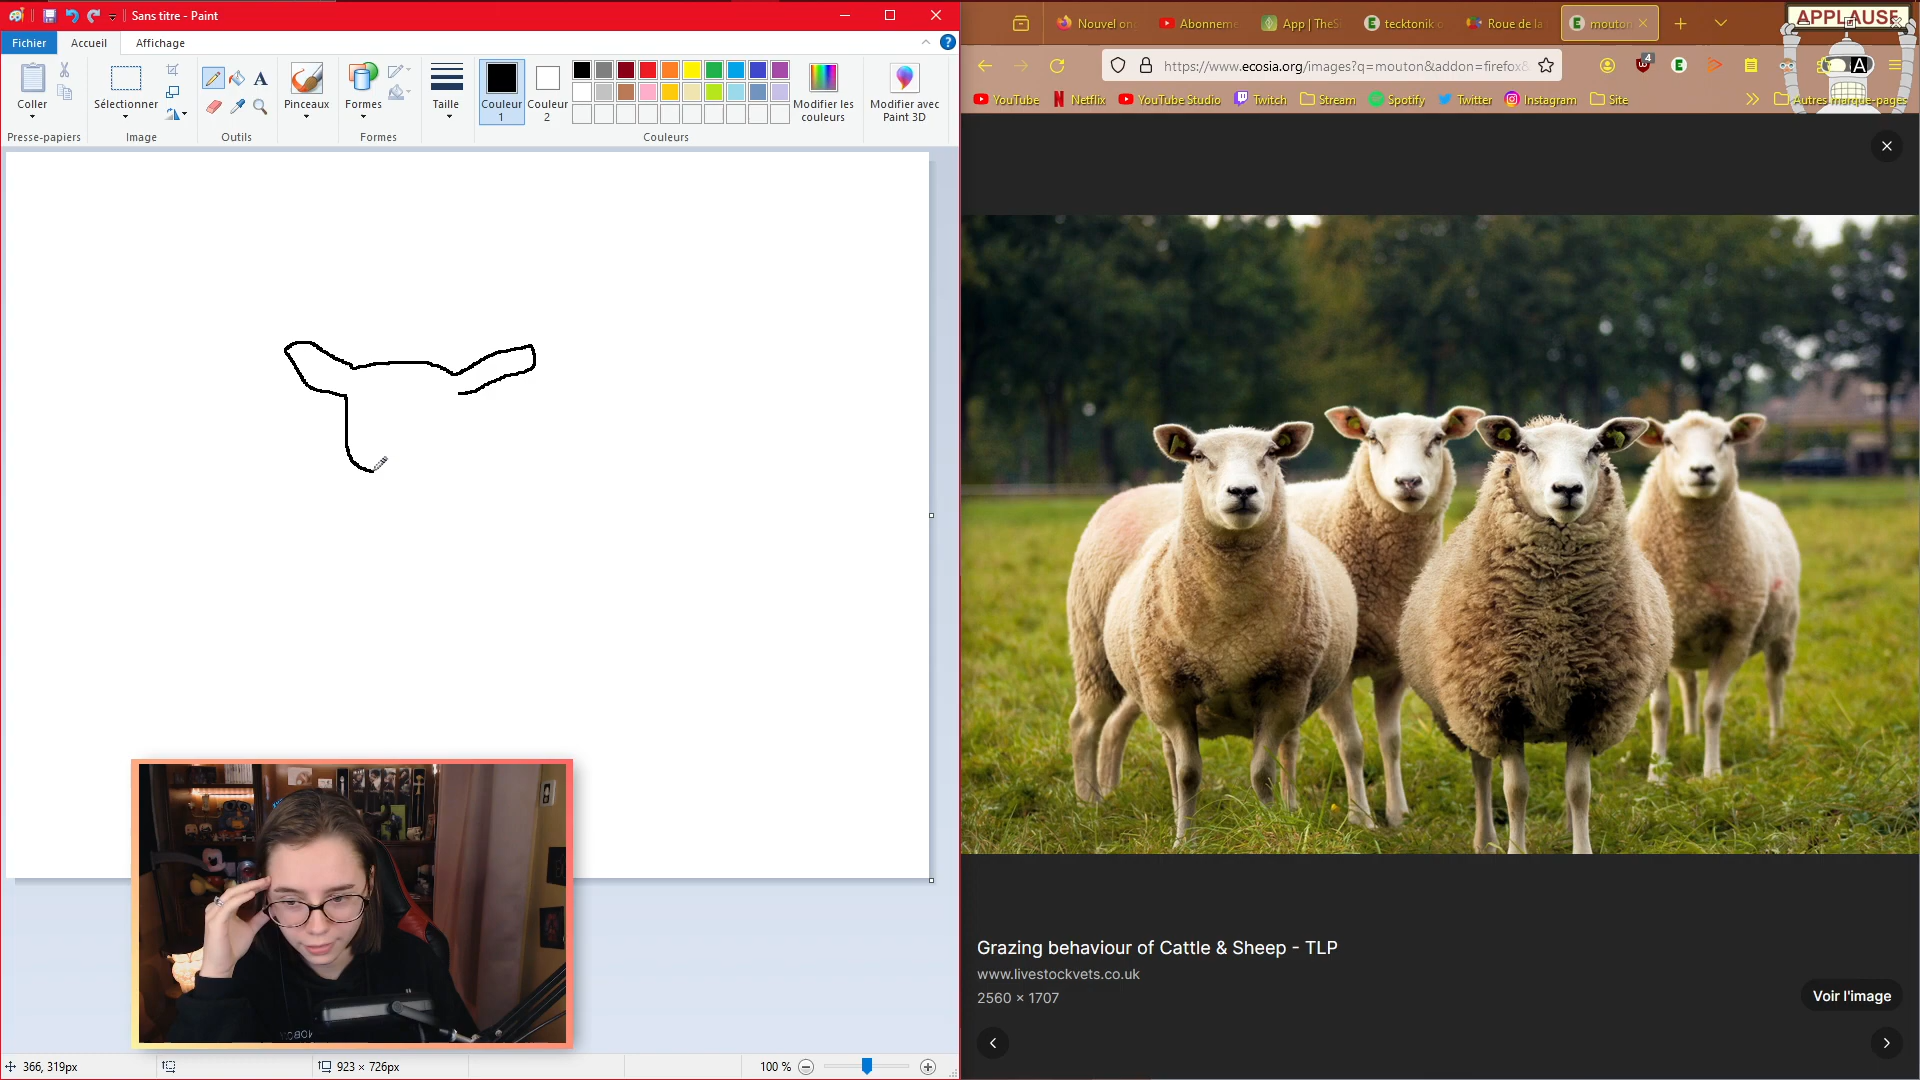 Sans titre - Paint
Fichier
Accueil
Affichage
Coller
Sélectionner
A
Pinceaux
Formes
Taille
Couleur
1
Couleur
2
Modifier les
couleurs
Modifier avec
Paint 3D
Presse-papiers
Image
Outils
Formes
Couleurs
366, 319px
923 × 726px
100 %
Nouvel on
Abonneme
App | TheS
tecktonik
Roue de la
mouton
APPLAUSE
https://www.ecosia.org/images?q=mouton&addon=firefox&
4
A
YouTube
Netflix
YouTube Studio
Twitch
Stream
Spotify
Twitter
Instagram
Site
Autres marque-pages
Grazing behaviour of Cattle & Sheep - TLP
www.livestockvets.co.uk
2560 × 1707
Voir l'image